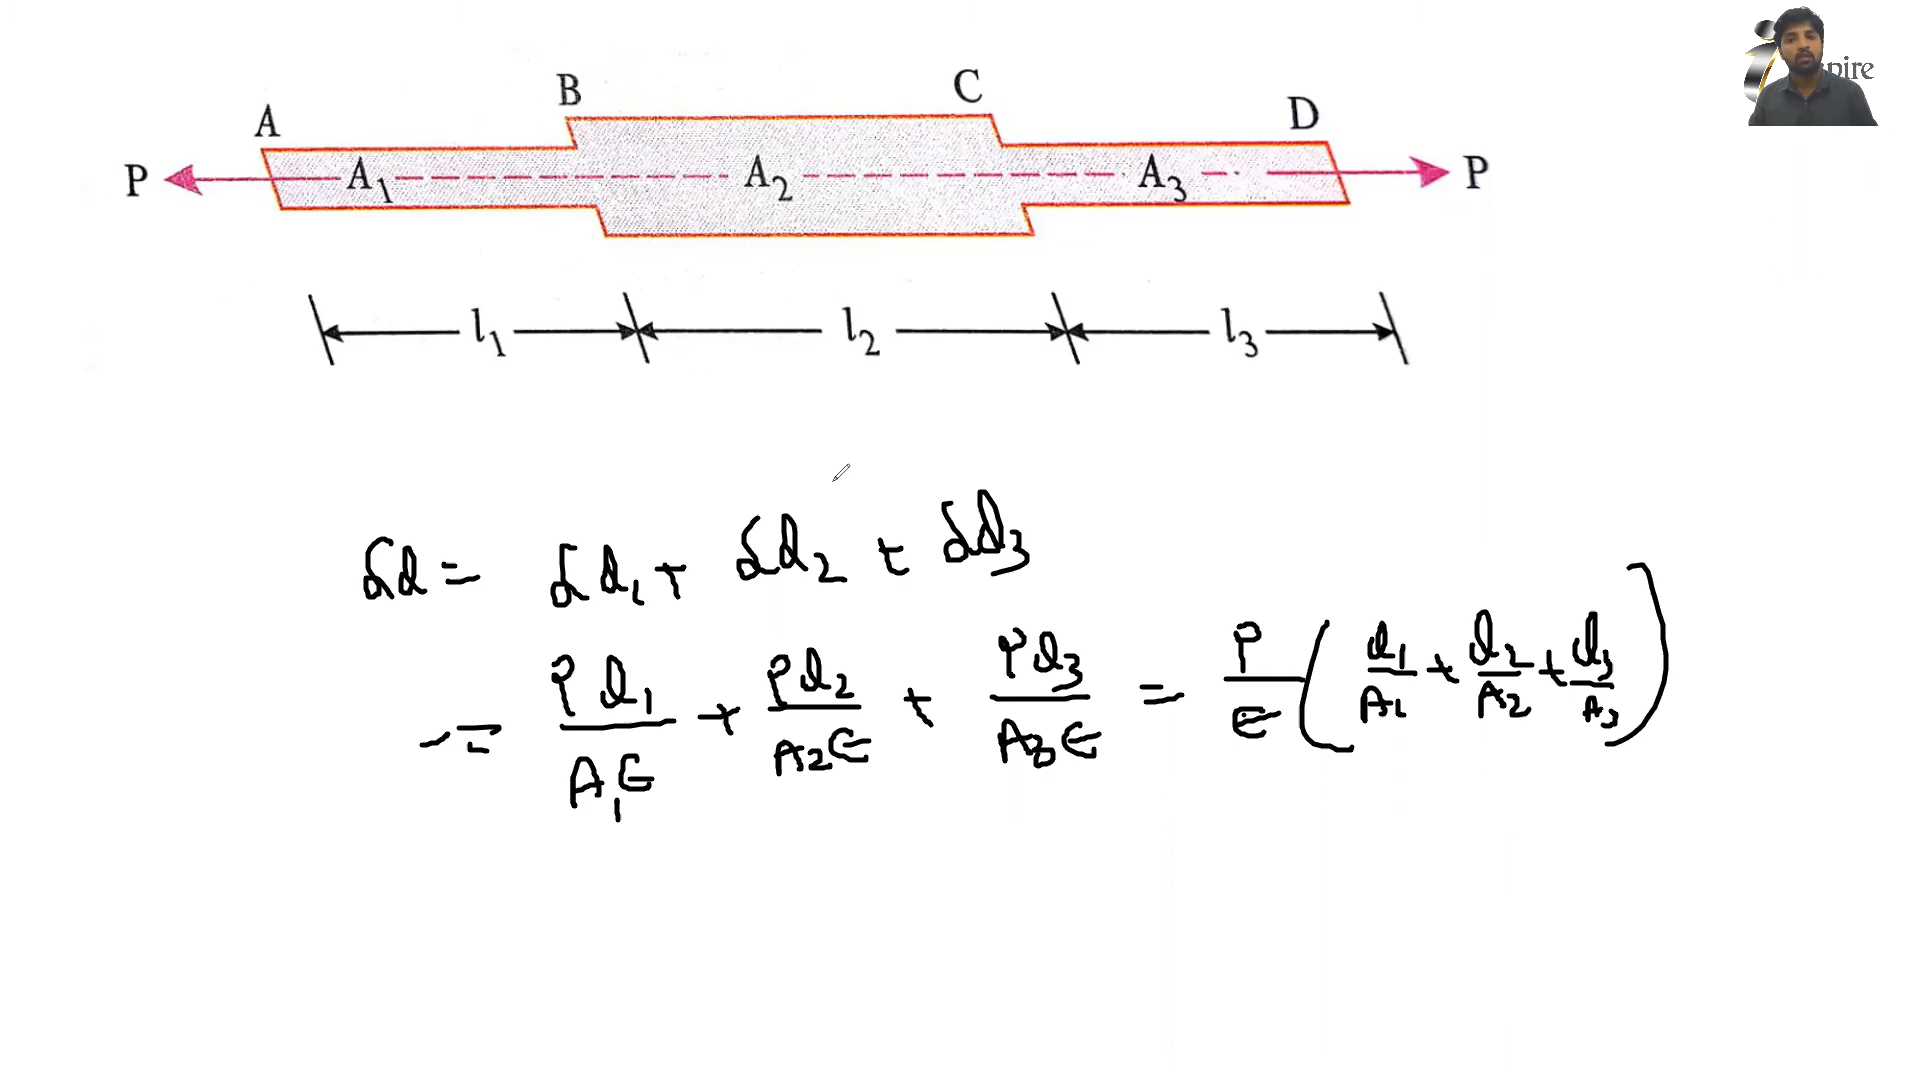 B C
A D
P A₁ A₂ A₃ P
l₁ l₂ l₃
δl = δl₁ + δl₂ + δl₃
= Pl₁/A₁E + Pl₂/A₂E + Pl₃/A₃E = P/E (l₁/A₁ + l₂/A₂ + l₃/A₃)